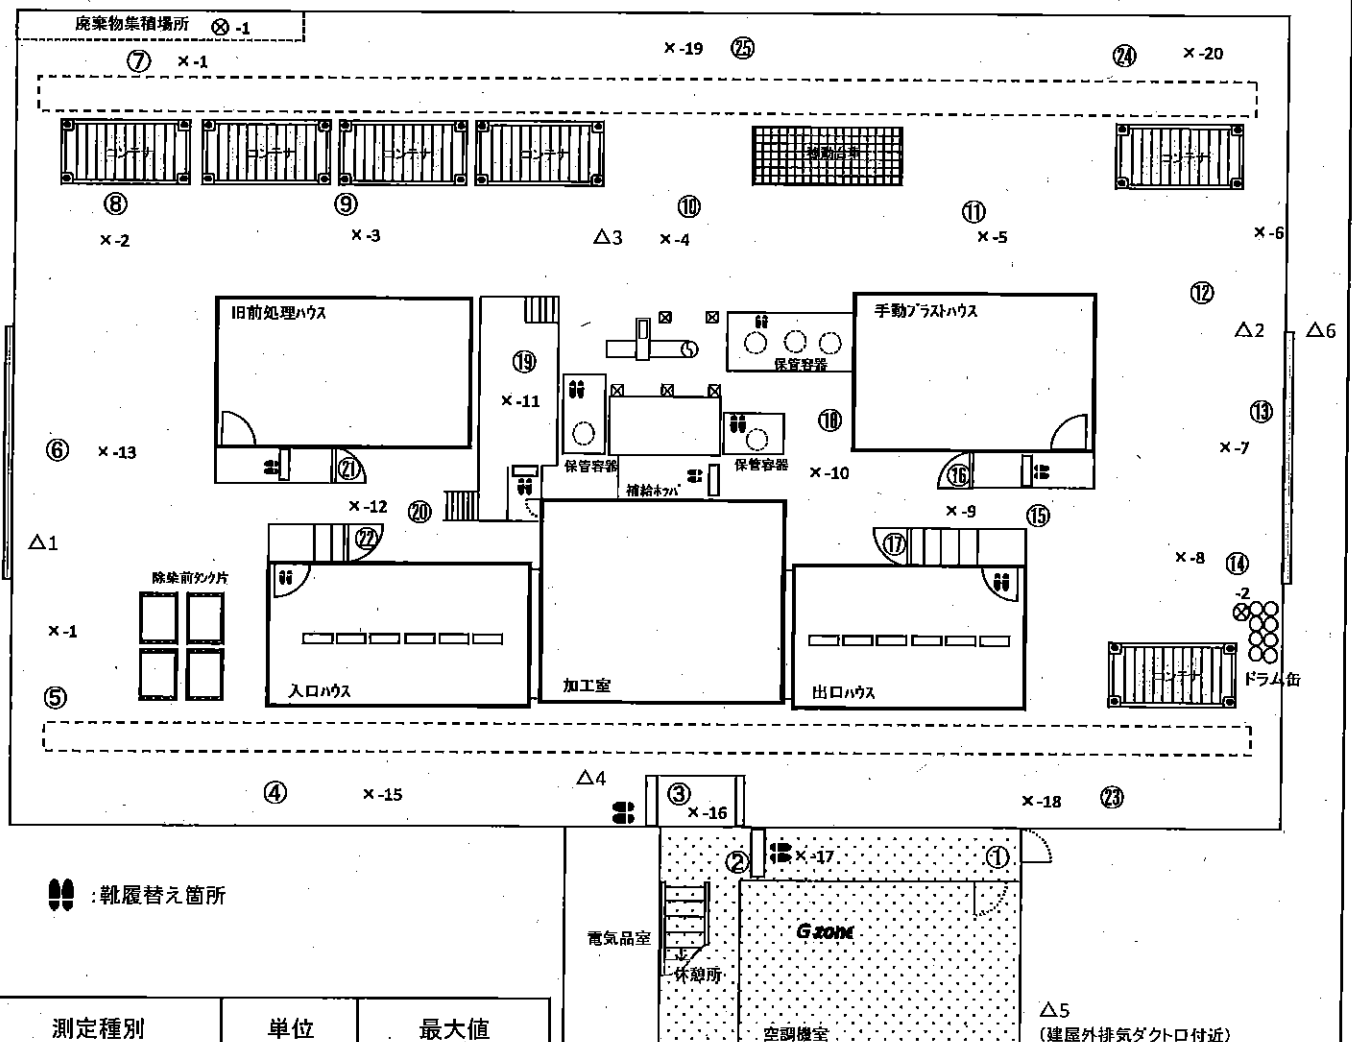 廃棄物集積場所 ⊗ -1
⑦ × -1
× -19 ㉕
㉔ × -20
コンテナ コンテナ コンテナ コンテナ
移動台車
コンテナ
⑧ ⑨ ⑩ ⑪
× -2 × -3 △3 × -4 × -5 × -6
⑫
旧前処理ハウス
手動ブラストハウス
△2 △6
⑲
保管容器
× -11
⑱
⑬
⑥ × -13
× -7
㉑
保管容器 保管容器
× -10
⑯
補給ホッパ
× -12 ⑳
× -9 ⑮
△1
㉒
⑰
× -8 ⑭
除染前タンク片
-2
⊗
× -1
コンテナ
ドラム缶
⑤
入口ハウス
加工室
出口ハウス
④ × -15
△4
③ × -16
× -18 ㉓
② × -17 ①
:靴履替え箇所
電気品室
G zone
休憩所
測定種別 単位 最大値
空調機室
△5
(建屋外排気ダクト口付近)